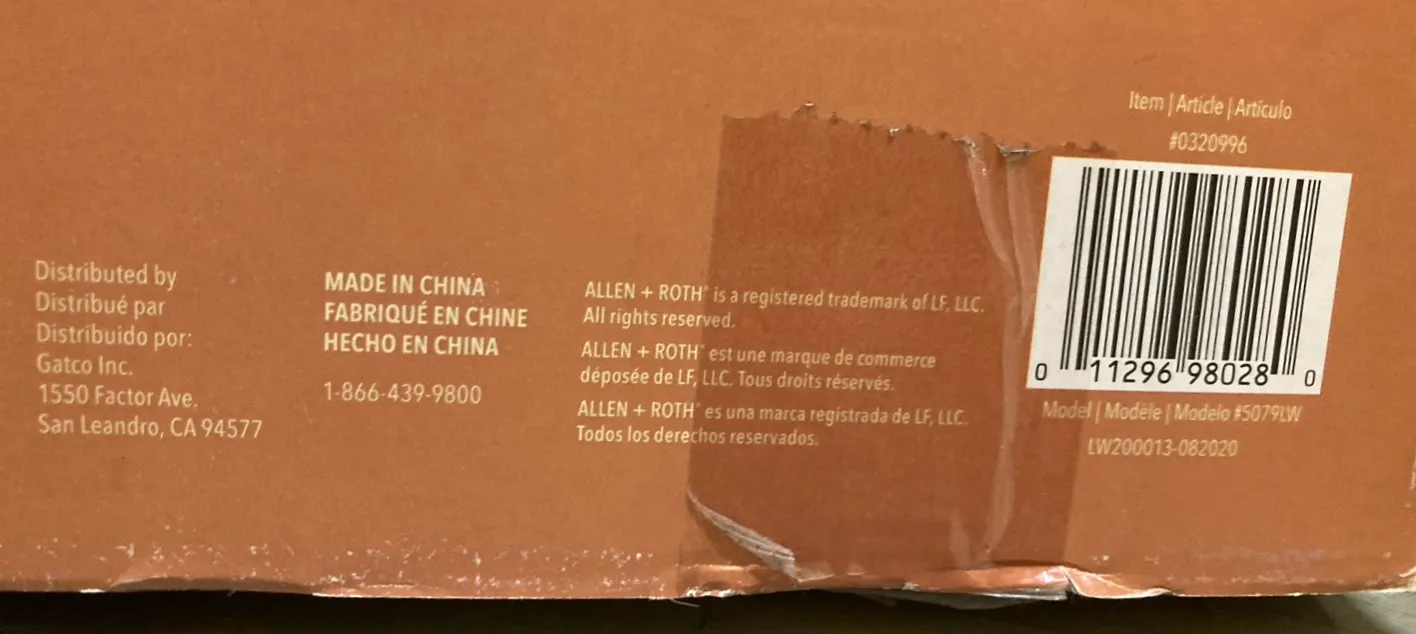 Distributed by
Distribué par
Distribuido por:
Gatco Inc.
1550 Factor Ave.
San Leandro, CA 94577
MADE IN CHINA
FABRIQUÉ EN CHINE
HECHO EN CHINA
1-866-439-9800
ALLEN + ROTH® is a registered trademark of LF, LLC.
All rights reserved.
ALLEN + ROTH® est une marque de commerce
déposée de LF, LLC. Tous droits réservés.
ALLEN + ROTH® es una marca registrada de LF, LLC.
Todos los derechos reservados.
Item | Article | Artículo
#0320996
0 11296 98028 0
Model | Modèle | Modelo #5079LW
LW200013-082020